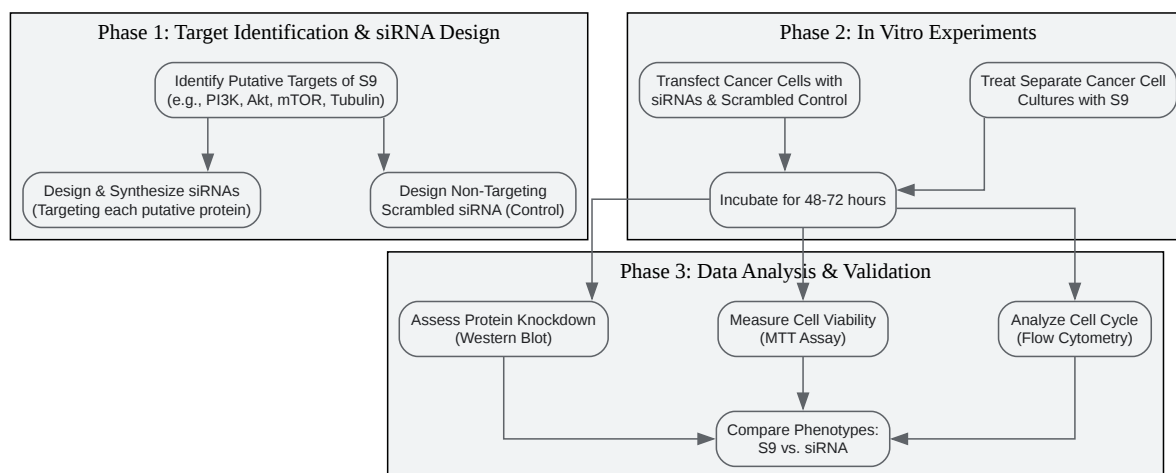 Phase 1: Target Identification & siRNA Design
Identify Putative Targets of S9
(e.g., PI3K, Akt, mTOR, Tubulin)
Design & Synthesize siRNAs
(Targeting each putative protein)
Design Non-Targeting
Scrambled siRNA (Control)
Phase 2: In Vitro Experiments
Transfect Cancer Cells with
siRNAs & Scrambled Control
Treat Separate Cancer Cell
Cultures with S9
Incubate for 48-72 hours
Phase 3: Data Analysis & Validation
Assess Protein Knockdown
(Western Blot)
Measure Cell Viability
(MTT Assay)
Analyze Cell Cycle
(Flow Cytometry)
Compare Phenotypes:
S9 vs. siRNA